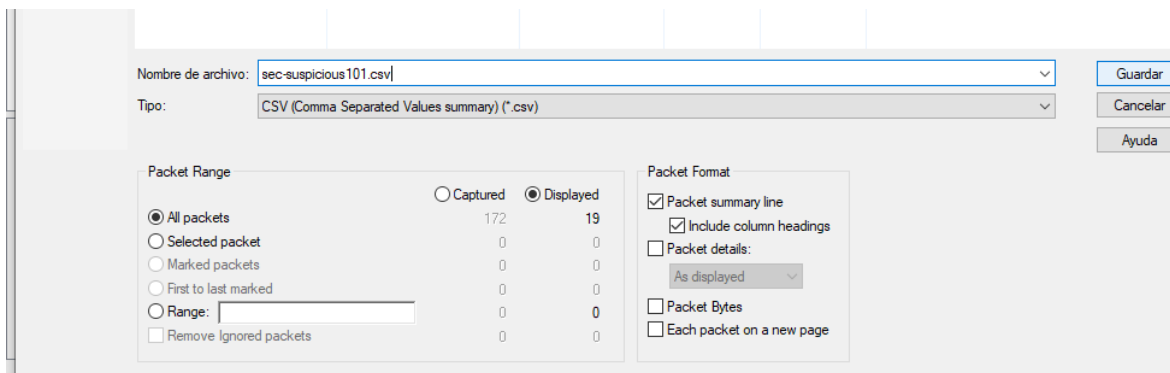 Nombre de archivo: sec-suspicious101.csv
Guardar
Tipo: CSV (Comma Separated Values summary) (*.csv)
Cancelar
Ayuda
Packet Range
Captured Displayed
All packets 172 19
Selected packet 0 0
Marked packets 0 0
First to last marked 0 0
Range: 0 0
Remove Ignored packets 0 0
Packet Format
Packet summary line
Include column headings
Packet details:
As displayed
Packet Bytes
Each packet on a new page